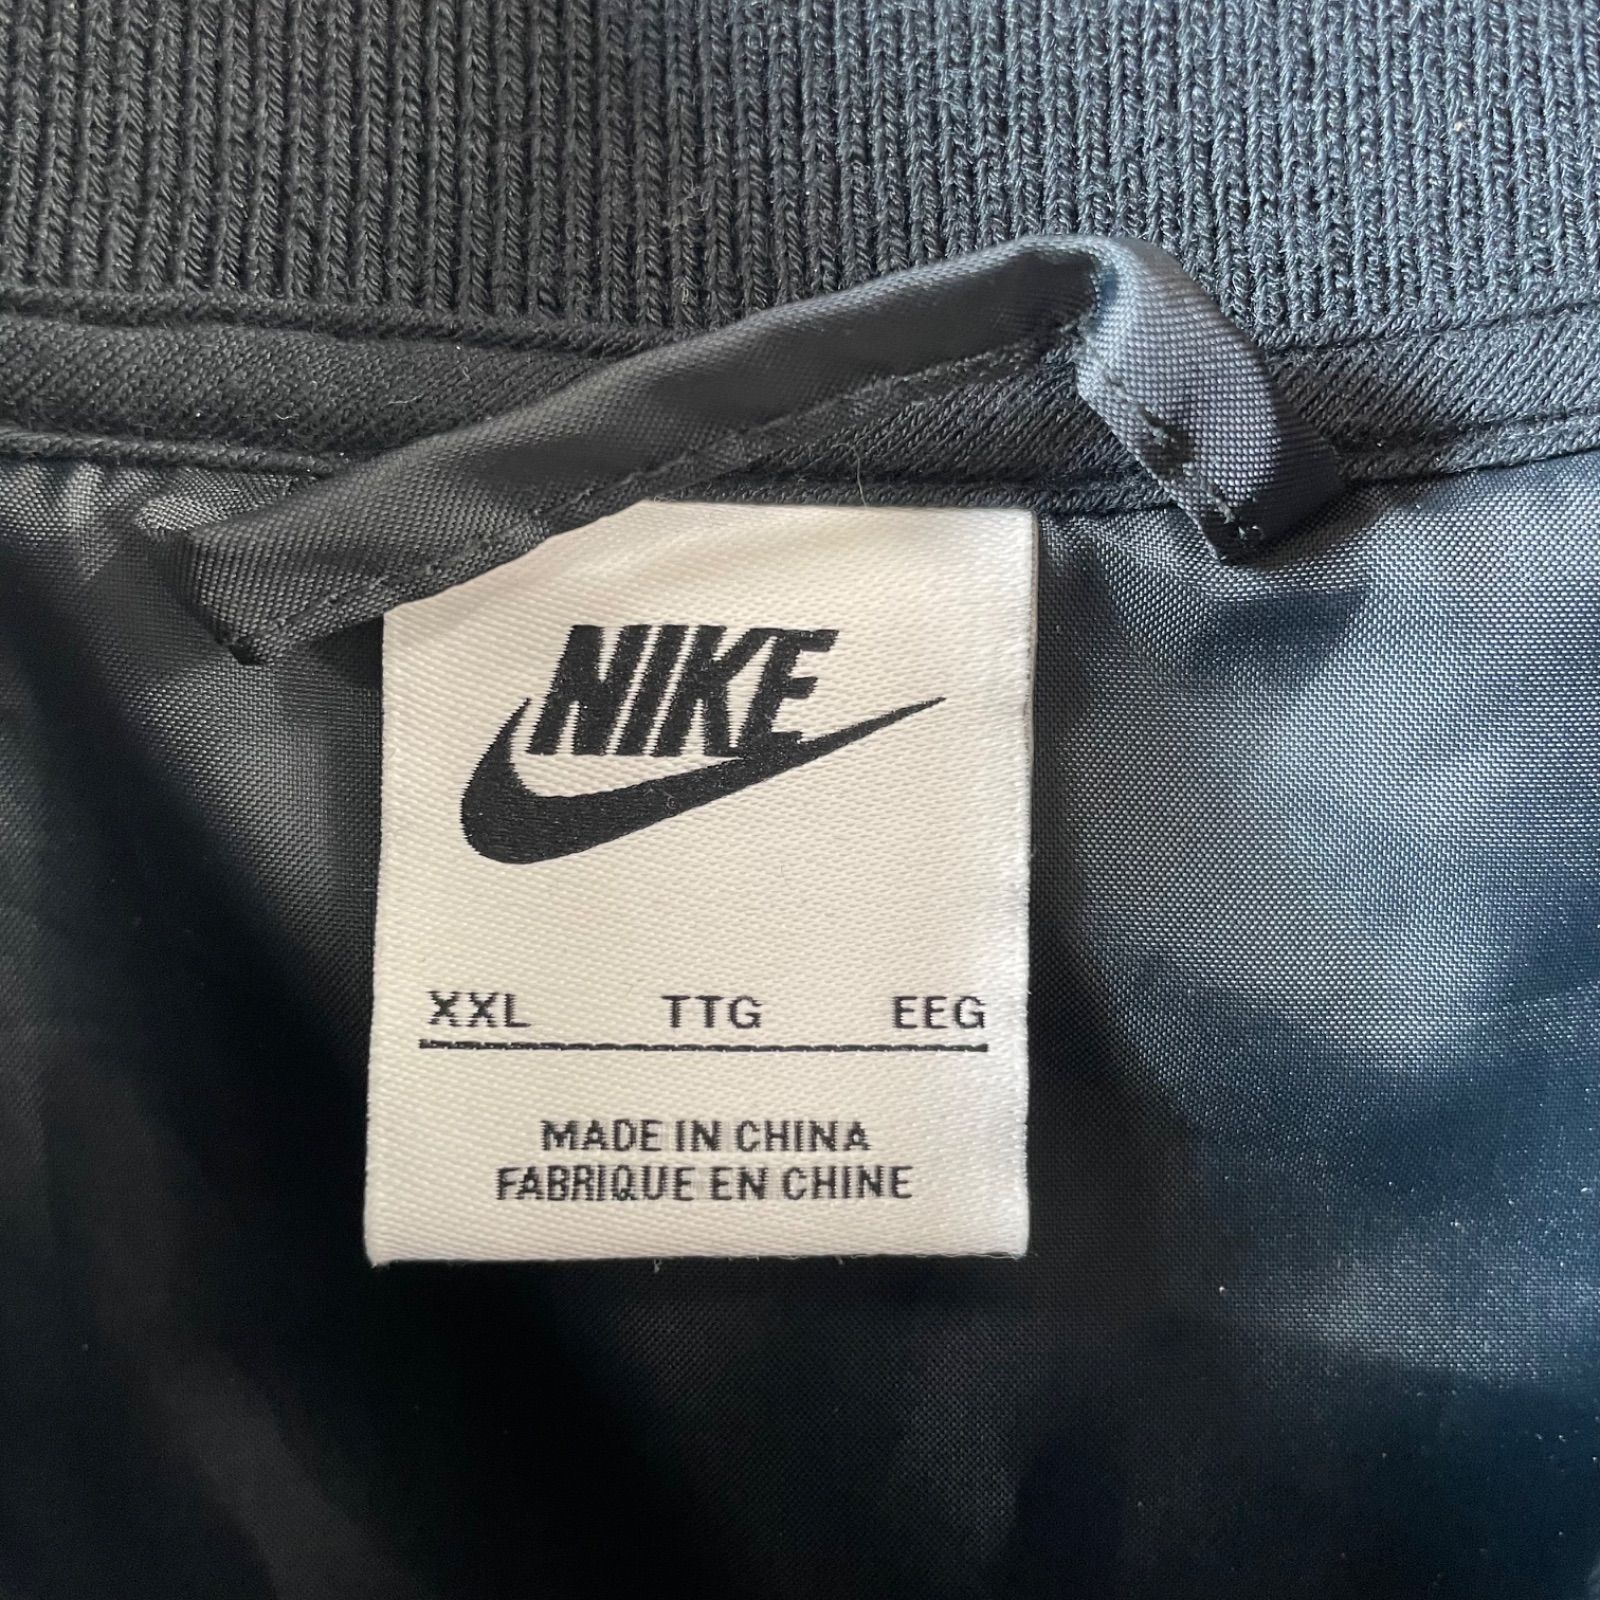 NIKE
XXL TTG EEG
MADE IN CHINA
FABRIQUE EN CHINE